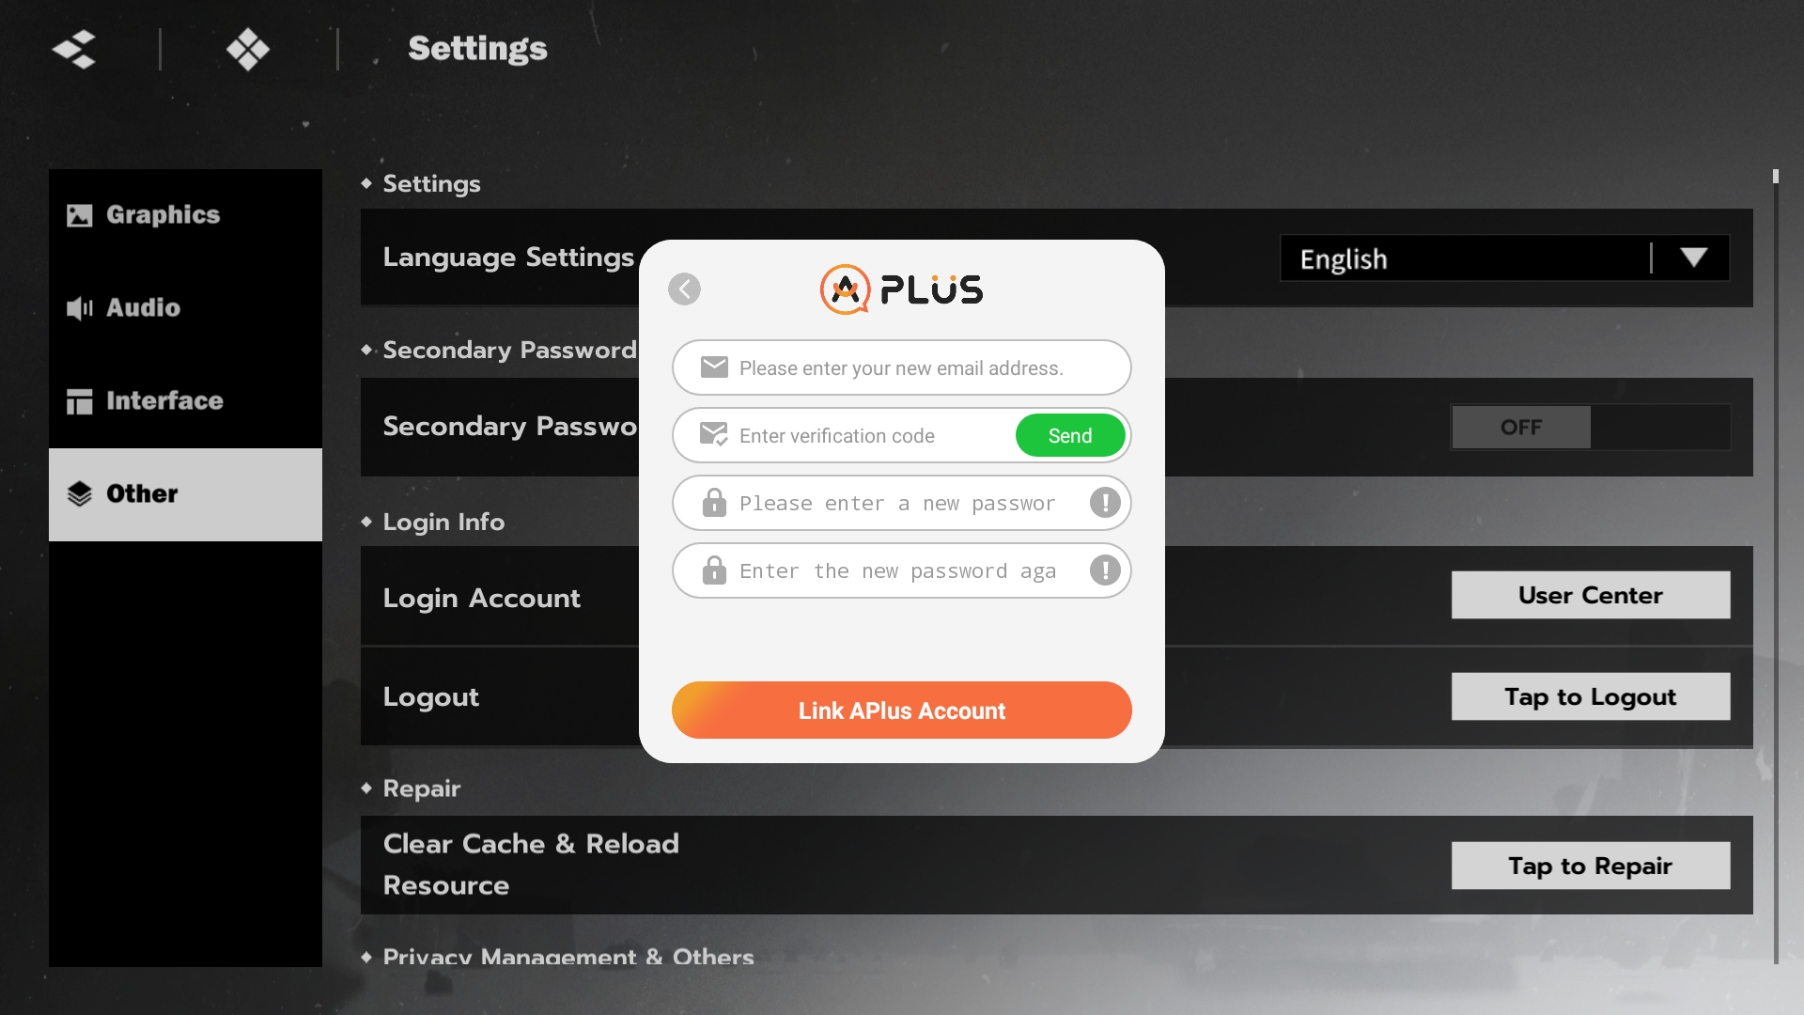 Settings
Graphics
Audio
Interface
Other
Settings
Language Settings
English
Secondary Password
Secondary Passwo
OFF
Login Info
Login Account
User Center
Logout
Tap to Logout
Repair
Clear Cache & Reload
Resource
Tap to Repair
Privacy Management & Others
A PLUS
Please enter your new email address.
Enter verification code
Send
Please enter a new passwor
Enter the new password aga
Link APlus Account